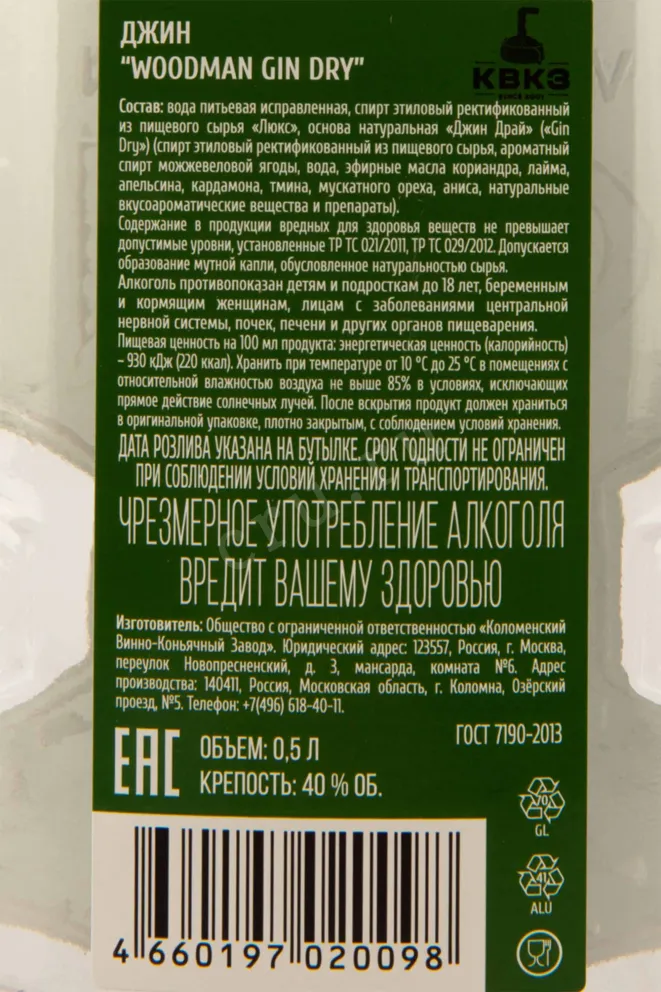 ДЖИН
“WOODMAN GIN DRY”
КВКЗ
SINCE 2001
Состав: вода питьевая исправленная, спирт этиловый ректификованный
из пищевого сырья «Люкс», основа натуральная «Джин Драй» («Gin
Dry») (спирт этиловый ректификованный из пищевого сырья, ароматный
спирт можжевеловой ягоды, вода, эфирные масла кориандра, лайма,
апельсина, кардамона, тмина, мускатного ореха, аниса, натуральные
вкусоароматические вещества и препараты).
Содержание в продукции вредных для здоровья веществ не превышает
допустимые уровни, установленные ТР ТС 021/2011, ТР ТС 029/2012. Допускается
образование мутной капли, обусловленное натуральностью сырья.
Алкоголь противопоказан детям и подросткам до 18 лет, беременным
и кормящим женщинам, лицам с заболеваниями центральной
нервной системы, почек, печени и других органов пищеварения.
Пищевая ценность на 100 мл продукта: энергетическая ценность (калорийность)
– 930 кДж (220 ккал). Хранить при температуре от 10 °С до 25 °С в помещениях с
относительной влажностью воздуха не выше 85% в условиях, исключающих
прямое действие солнечных лучей. После вскрытия продукт должен храниться
в оригинальной упаковке, плотно закрытым, с соблюдением условий хранения.
ДАТА РОЗЛИВА УКАЗАНА НА БУТЫЛКЕ. СРОК ГОДНОСТИ НЕ ОГРАНИЧЕН
ПРИ СОБЛЮДЕНИИ УСЛОВИЙ ХРАНЕНИЯ И ТРАНСПОРТИРОВАНИЯ.
ЧРЕЗМЕРНОЕ УПОТРЕБЛЕНИЕ АЛКОГОЛЯ
ВРЕДИТ ВАШЕМУ ЗДОРОВЬЮ
Изготовитель: Общество с ограниченной ответственностью «Коломенский
Винно-Коньячный Завод». Юридический адрес: 123557, Россия, г. Москва,
переулок Новопресненский, д. 3, мансарда, комната №6. Адрес
производства: 140411, Россия, Московская область, г. Коломна, Озёрский
проезд, №5. Телефон: +7(496) 618-40-11.
ГОСТ 7190-2013
ЕАС
ОБЪЕМ: 0,5 Л
КРЕПОСТЬ: 40 % ОБ.
70
GL
41
ALU
4 660197 020098
cru.ru